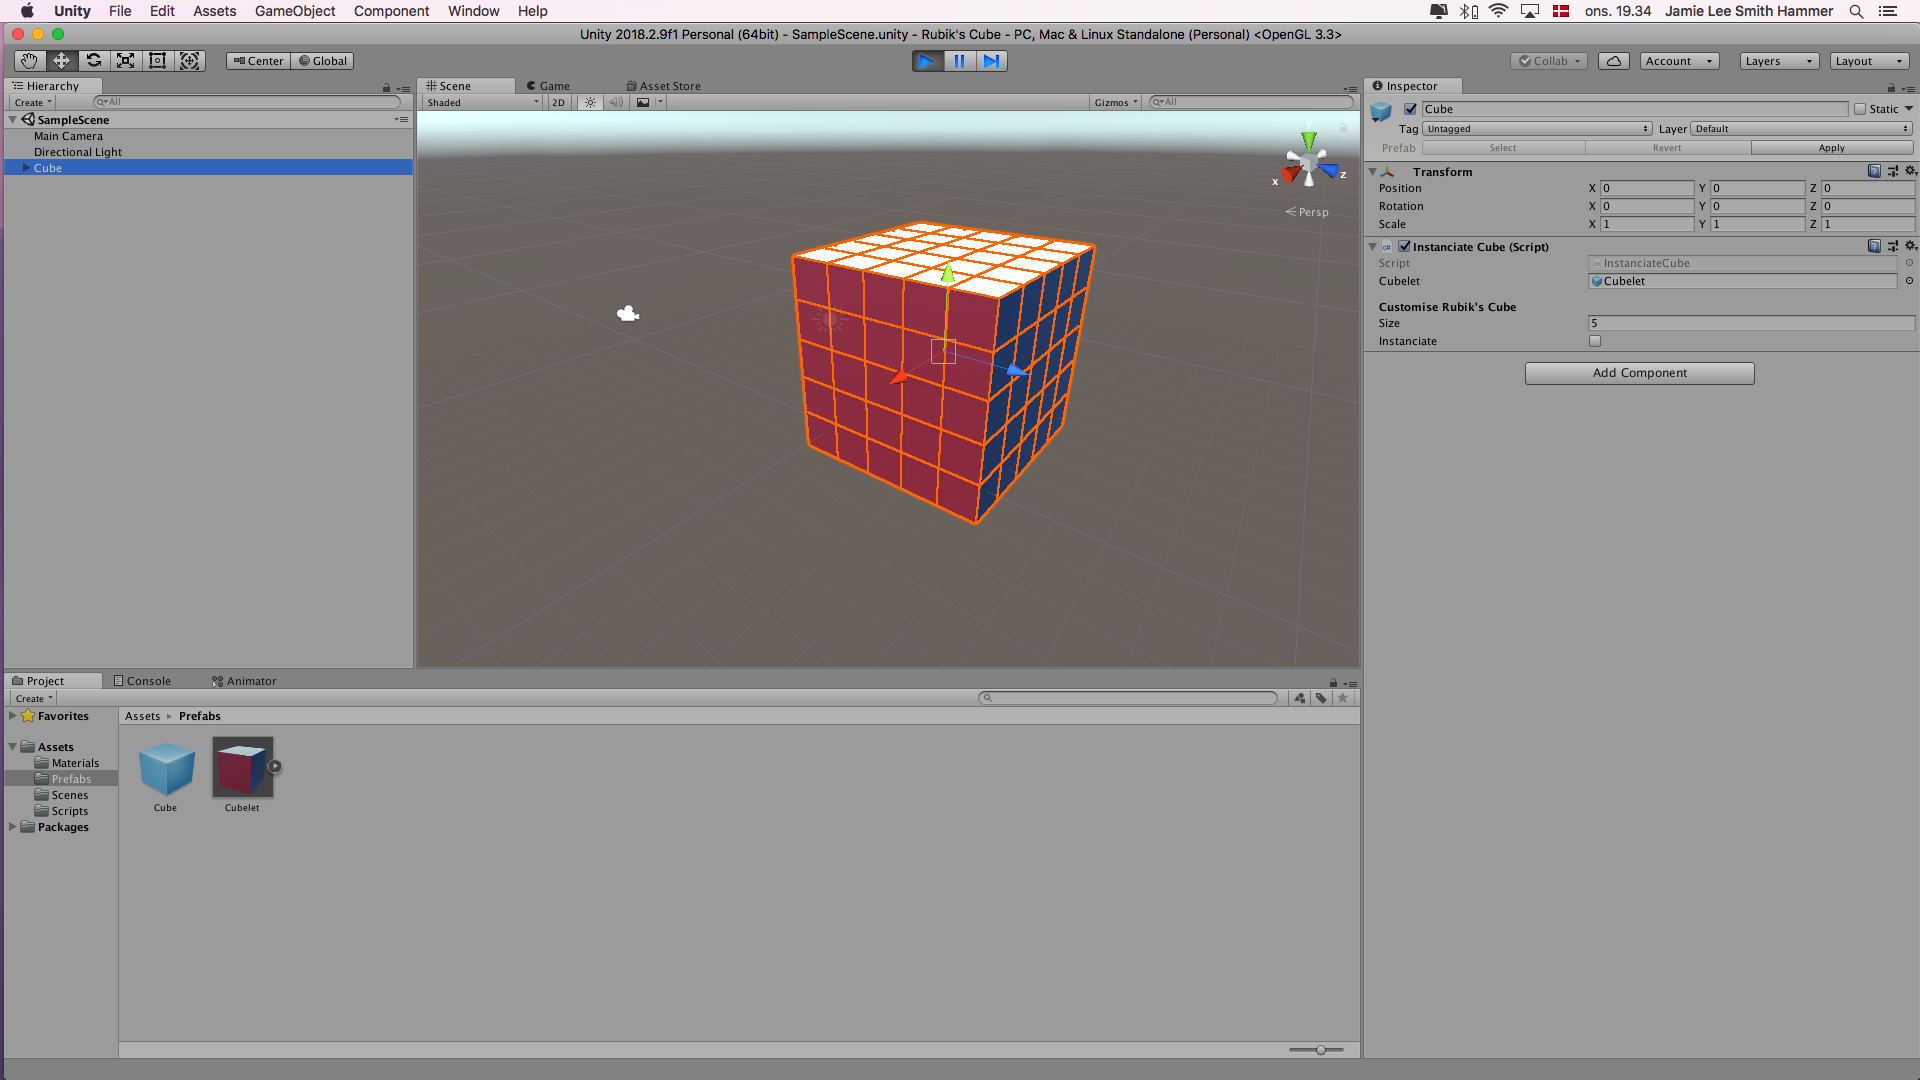 Unity File Edit Assets GameObject Component Window Help ons. 19.34 Jamie Lee Smith Hammer
Unity 2018.2.9f1 Personal (64bit) - SampleScene.unity - Rubik's Cube - PC, Mac & Linux Standalone (Personal) <OpenGL 3.3>
Center Global Collab Account Layers Layout
Hierarchy Scene Game Asset Store Inspector
Create All Shaded 2D Gizmos All
Cube Static
SampleScene
Tag Untagged Layer Default
Main Camera
Prefab Select Revert Apply
Directional Light
Cube
Transform
Position X 0 Y 0 Z 0
Rotation X 0 Y 0 Z 0
Scale X 1 Y 1 Z 1
y
x z
Persp
Instanciate Cube (Script)
Script InstanciateCube
Cubelet Cubelet
Customise Rubik's Cube
Size 5
Instanciate
Add Component
Project Console Animator
Create
Favorites Assets Prefabs
Assets
Materials
Prefabs
Scenes
Scripts
Packages
Cube Cubelet